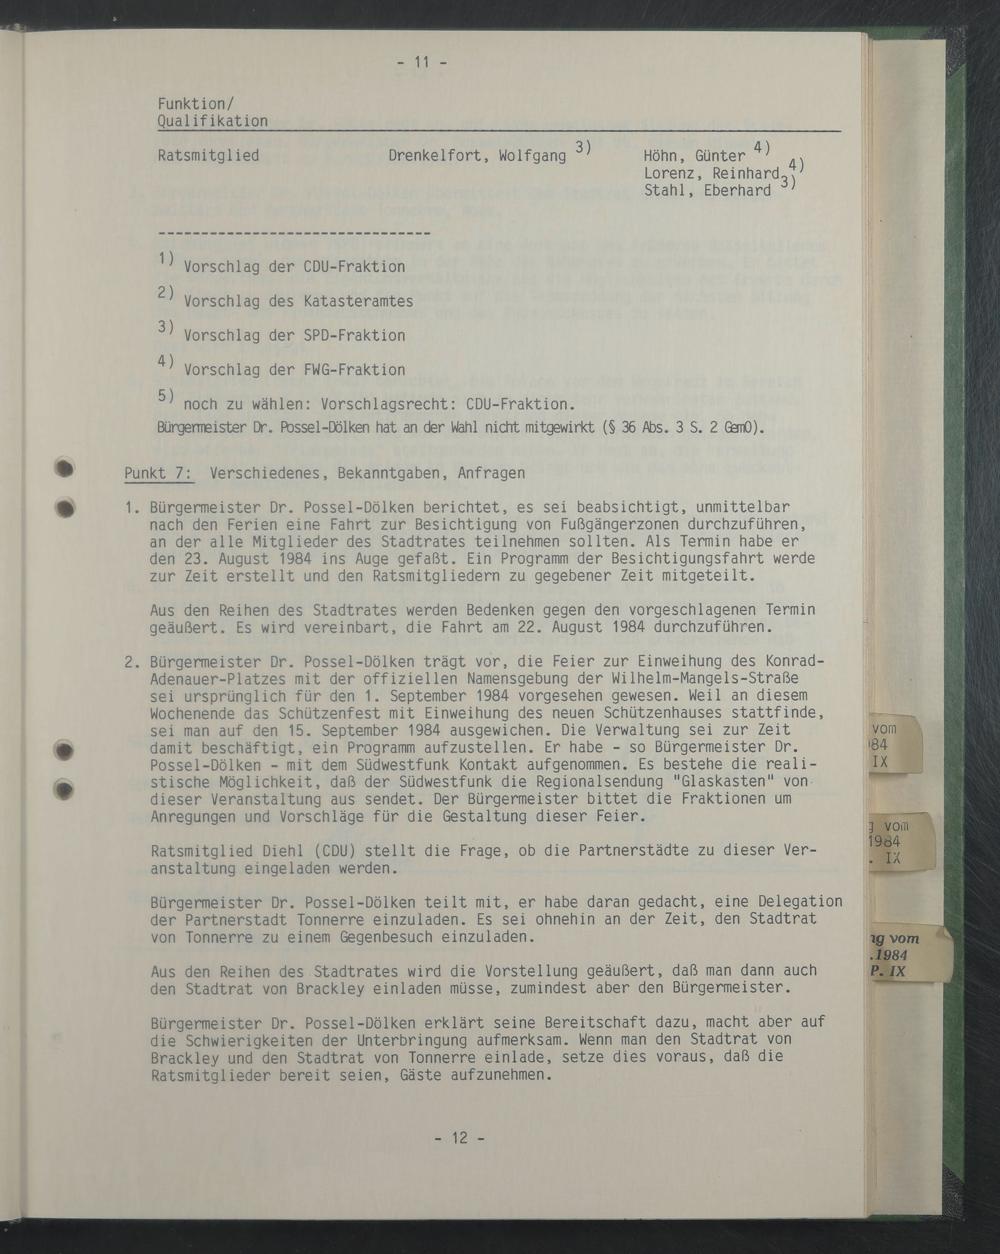 - 11 -
Funktion/
Qualifikation
Ratsmitglied Drenkelfort, Wolfgang 3) Höhn, Günter 4)
Lorenz, Reinhard 4)
Stahl, Eberhard 3)
--------------------------------
1) Vorschlag der CDU-Fraktion
2) Vorschlag des Katasteramtes
3) Vorschlag der SPD-Fraktion
4) Vorschlag der FWG-Fraktion
5) noch zu wählen: Vorschlagsrecht: CDU-Fraktion.
Bürgermeister Dr. Possel-Dölken hat an der Wahl nicht mitgewirkt (§ 36 Abs. 3 S. 2 GemO).
Punkt 7: Verschiedenes, Bekanntgaben, Anfragen
1. Bürgermeister Dr. Possel-Dölken berichtet, es sei beabsichtigt, unmittelbar
nach den Ferien eine Fahrt zur Besichtigung von Fußgängerzonen durchzuführen,
an der alle Mitglieder des Stadtrates teilnehmen sollten. Als Termin habe er
den 23. August 1984 ins Auge gefaßt. Ein Programm der Besichtigungsfahrt werde
zur Zeit erstellt und den Ratsmitgliedern zu gegebener Zeit mitgeteilt.
Aus den Reihen des Stadtrates werden Bedenken gegen den vorgeschlagenen Termin
geäußert. Es wird vereinbart, die Fahrt am 22. August 1984 durchzuführen.
2. Bürgermeister Dr. Possel-Dölken trägt vor, die Feier zur Einweihung des Konrad-
Adenauer-Platzes mit der offiziellen Namensgebung der Wilhelm-Mangels-Straße
sei ursprünglich für den 1. September 1984 vorgesehen gewesen. Weil an diesem
Wochenende das Schützenfest mit Einweihung des neuen Schützenhauses stattfinde,
sei man auf den 15. September 1984 ausgewichen. Die Verwaltung sei zur Zeit
damit beschäftigt, ein Programm aufzustellen. Er habe - so Bürgermeister Dr.
Possel-Dölken - mit dem Südwestfunk Kontakt aufgenommen. Es bestehe die reali-
stische Möglichkeit, daß der Südwestfunk die Regionalsendung "Glaskasten" von
dieser Veranstaltung aus sendet. Der Bürgermeister bittet die Fraktionen um
Anregungen und Vorschläge für die Gestaltung dieser Feier.
Ratsmitglied Diehl (CDU) stellt die Frage, ob die Partnerstädte zu dieser Ver-
anstaltung eingeladen werden.
Bürgermeister Dr. Possel-Dölken teilt mit, er habe daran gedacht, eine Delegation
der Partnerstadt Tonnerre einzuladen. Es sei ohnehin an der Zeit, den Stadtrat
von Tonnerre zu einem Gegenbesuch einzuladen.
Aus den Reihen des Stadtrates wird die Vorstellung geäußert, daß man dann auch
den Stadtrat von Brackley einladen müsse, zumindest aber den Bürgermeister.
Bürgermeister Dr. Possel-Dölken erklärt seine Bereitschaft dazu, macht aber auf
die Schwierigkeiten der Unterbringung aufmerksam. Wenn man den Stadtrat von
Brackley und den Stadtrat von Tonnerre einlade, setze dies voraus, daß die
Ratsmitglieder bereit seien, Gäste aufzunehmen.
- 12 -
vom
84
IX
g vom
1984
. IX
ng vom
.1984
P. IX